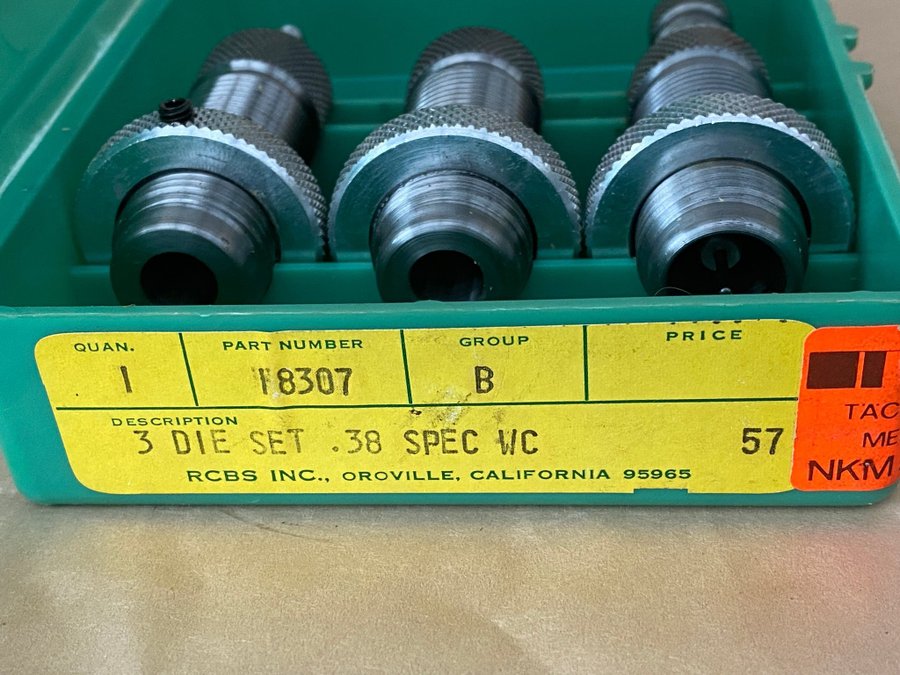 QUAN. PART NUMBER GROUP PRICE
1 18307 B
DESCRIPTION
3 DIE SET .38 SPEC WC 57
RCBS INC., OROVILLE, CALIFORNIA 95965
TAC
ME
NKM